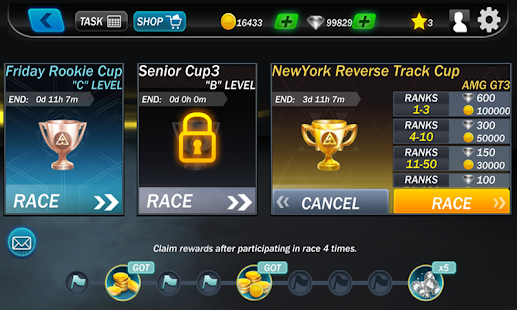 TASK
SHOP
16433
99829
3
Friday Rookie Cup
"C" LEVEL
END: 0d 11h 7m
RACE
Senior Cup3
"B" LEVEL
END: 0d 0h 0m
RACE
NewYork Reverse Track Cup
AMG GT3
END: 3d 11h 7m
RANKS
1-3
600
100000
RANKS
4-10
300
50000
RANKS
11-50
150
30000
RANKS
100
CANCEL
RACE
Claim rewards after participating in race 4 times.
GOT
GOT
x5